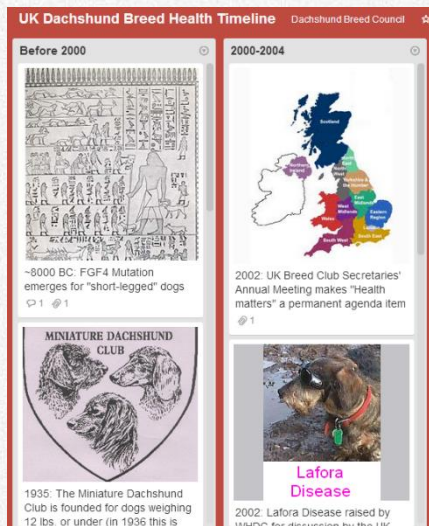 UK Dachshund Breed Health Timeline
Dachshund Breed Council
Before 2000
~8000 BC: FGF4 Mutation
emerges for "short-legged" dogs
1
1
MINIATURE DACHSHUND
CLUB
1935: The Miniature Dachshund
Club is founded for dogs weighing
12 lbs. or under (in 1936 this is
2000-2004
Scotland
Northern
Ireland
North
East
North
West
Yorkshire &
the Humber
East
Midlands
West
Midlands
Wales
Eastern
Region
London
South East
South West
2002: UK Breed Club Secretaries'
Annual Meeting makes "Health
matters" a permanent agenda item
1
Lafora
Disease
2002: Lafora Disease raised by
WHDC for discussion by the UK